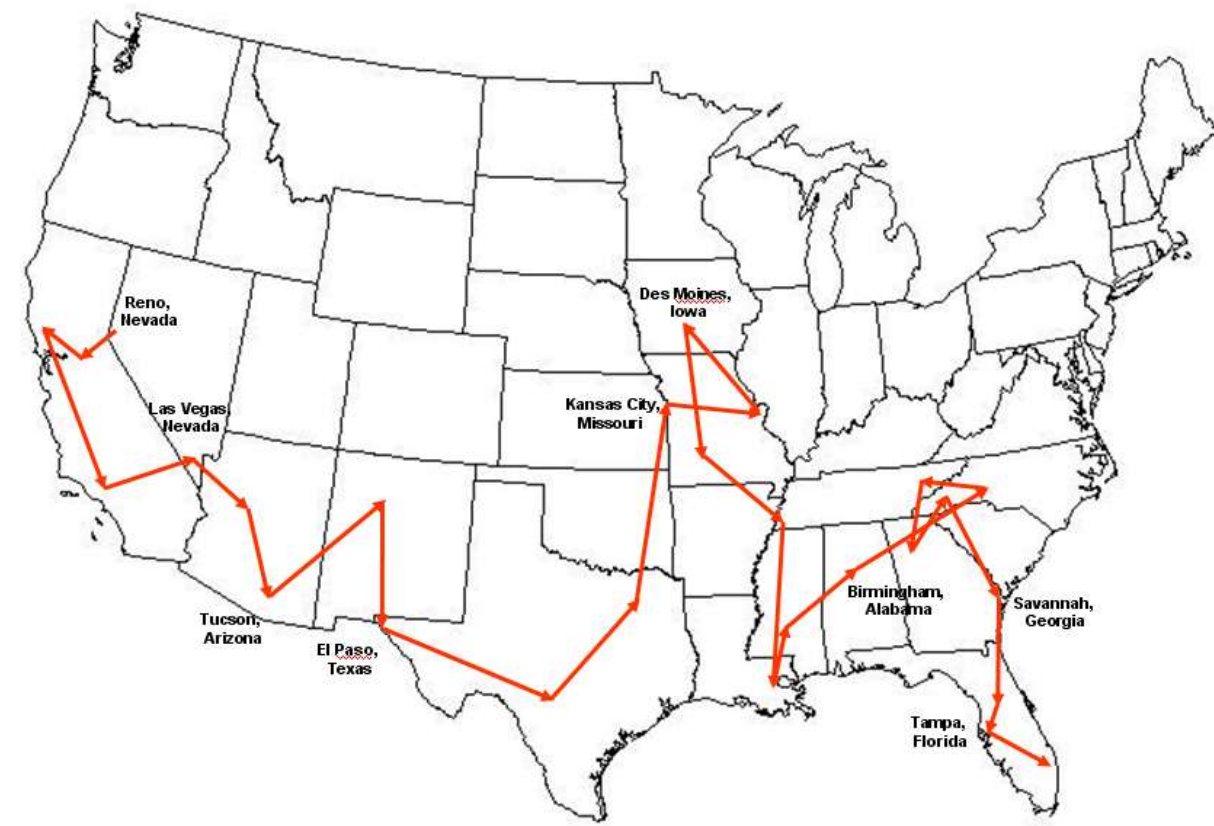 Reno,
Nevada
Des Moines,
Iowa
Las Vegas,
Nevada
Kansas City,
Missouri
Tucson,
Arizona
El Paso,
Texas
Birmingham,
Alabama
Savannah,
Georgia
Tampa,
Florida